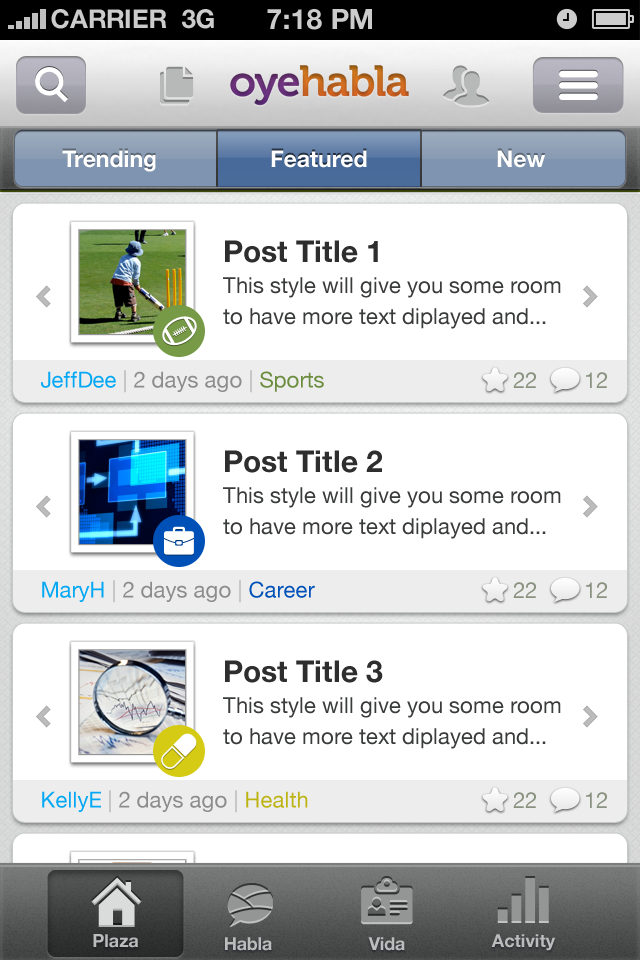 CARRIER 3G 7:18 PM
oyehabla
Trending Featured New
Post Title 1
This style will give you some room
to have more text diplayed and...
JeffDee | 2 days ago | Sports 22 12
Post Title 2
This style will give you some room
to have more text diplayed and...
MaryH | 2 days ago | Career 22 12
Post Title 3
This style will give you some room
to have more text diplayed and...
KellyE | 2 days ago | Health 22 12
Plaza Habla Vida Activity